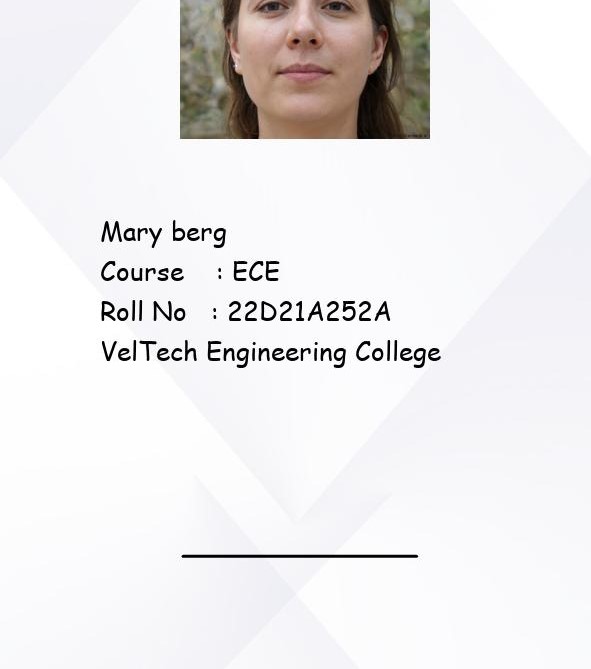 Mary berg
Course : ECE
Roll No : 22D21A252A
VelTech Engineering College